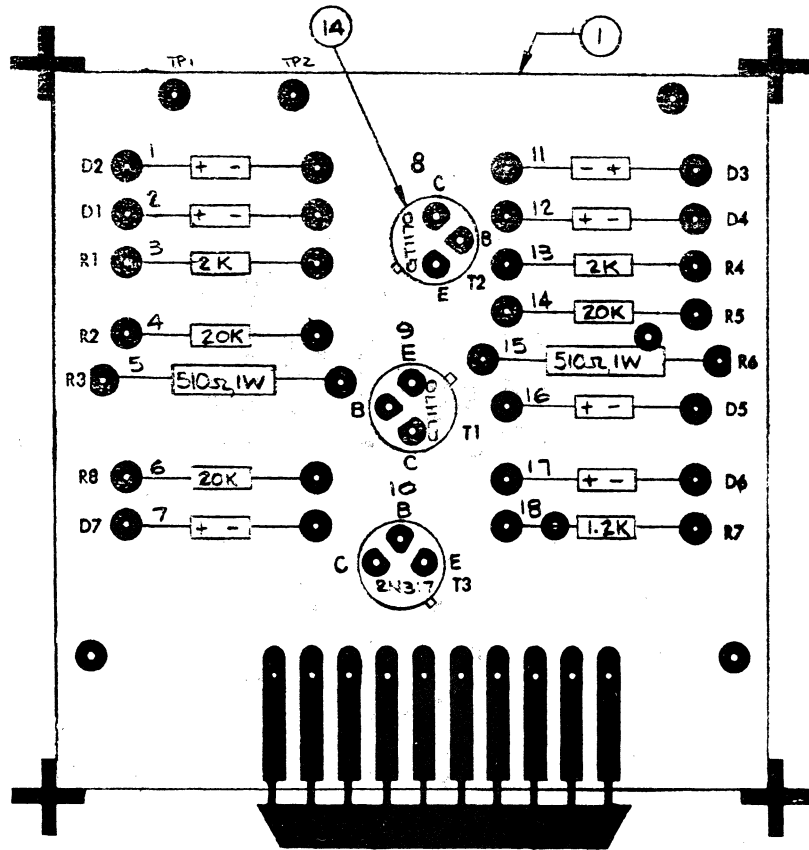 14
1
TP1 TP2
D2 1 + -
D1 2 + -
R1 3 2K
R2 4 20K
R3 5 510Ω, 1W
R8 6 20K
D7 7 + -
8
C
B
E T2
QT1170
9
E
B
C T1
10
B
C E
2N317 T3
11 - + D3
12 + - D4
13 2K R4
14 20K R5
15 510Ω, 1W R6
16 + - D5
17 + - D6
18 1.2K R7